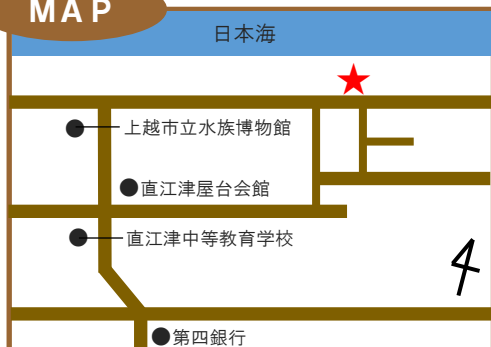 MAP
日本海
上越市立水族博物館
直江津屋台会館
直江津中等教育学校
第四銀行